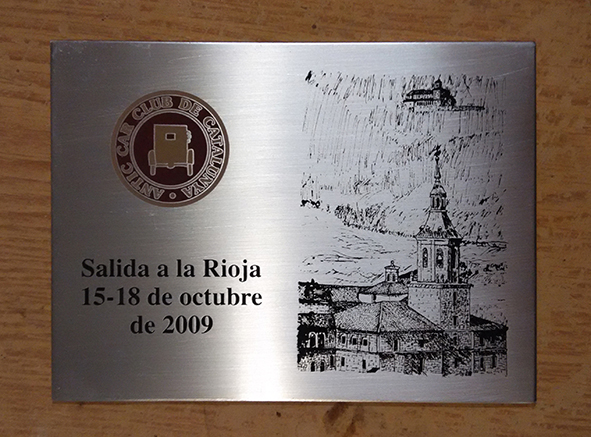 ANTIC · CAR CLUB DE CATALUNYA ·
Salida a la Rioja
15-18 de octubre
de 2009